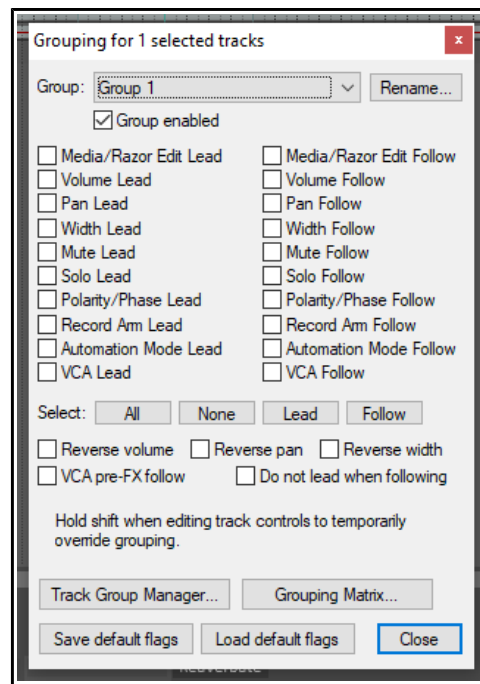 Grouping for 1 selected tracks
x
Group: Group 1 Rename...
Group enabled
Media/Razor Edit Lead Media/Razor Edit Follow
Volume Lead Volume Follow
Pan Lead Pan Follow
Width Lead Width Follow
Mute Lead Mute Follow
Solo Lead Solo Follow
Polarity/Phase Lead Polarity/Phase Follow
Record Arm Lead Record Arm Follow
Automation Mode Lead Automation Mode Follow
VCA Lead VCA Follow
Select: All None Lead Follow
Reverse volume Reverse pan Reverse width
VCA pre-FX follow Do not lead when following
Hold shift when editing track controls to temporarily
override grouping.
Track Group Manager... Grouping Matrix...
Save default flags Load default flags Close